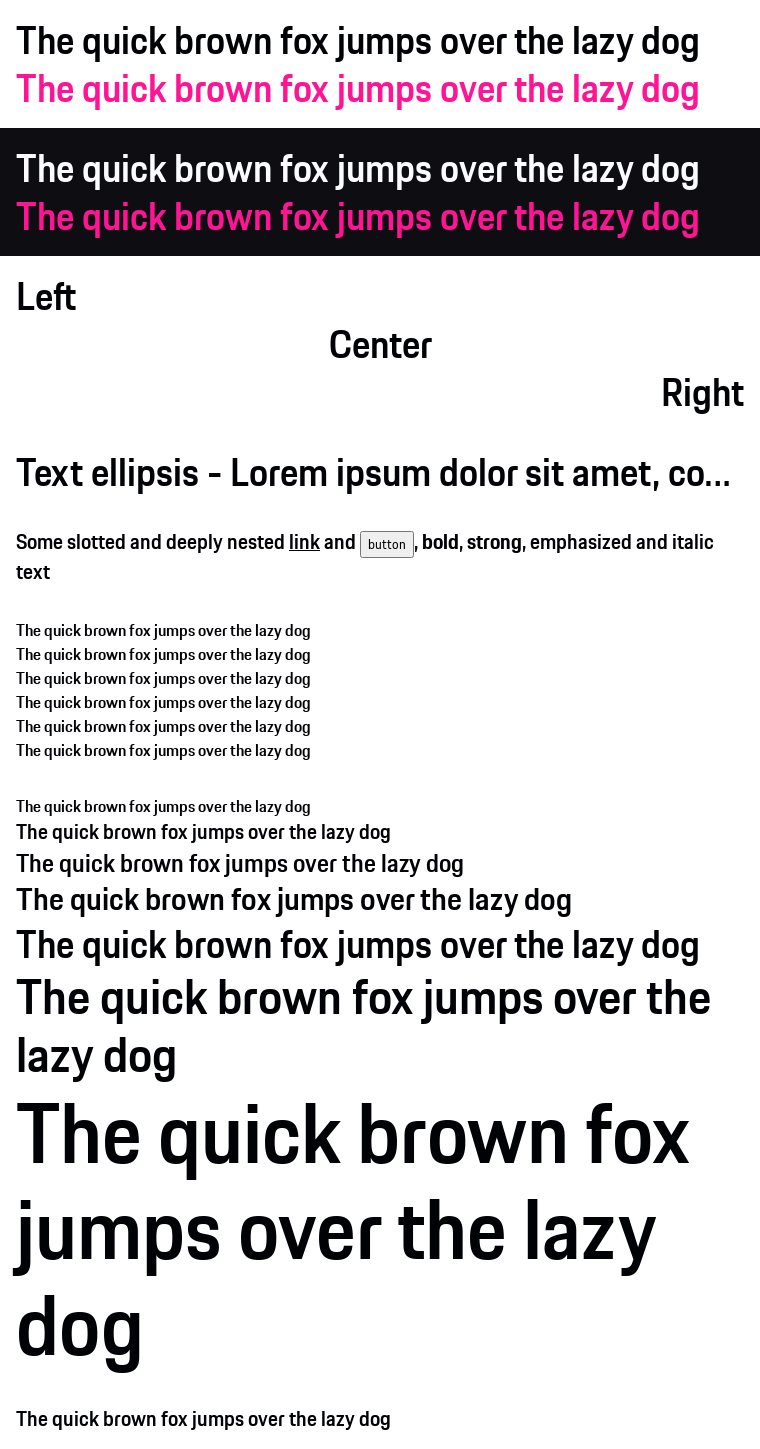 The quick brown fox jumps over the lazy dog
The quick brown fox jumps over the lazy dog
The quick brown fox jumps over the lazy dog
The quick brown fox jumps over the lazy dog
Left
Center
Right
Text ellipsis - Lorem ipsum dolor sit amet, co...
Some slotted and deeply nested link and button, bold, strong, emphasized and italic
text
The quick brown fox jumps over the lazy dog
The quick brown fox jumps over the lazy dog
The quick brown fox jumps over the lazy dog
The quick brown fox jumps over the lazy dog
The quick brown fox jumps over the lazy dog
The quick brown fox jumps over the lazy dog
The quick brown fox jumps over the lazy dog
The quick brown fox jumps over the lazy dog
The quick brown fox jumps over the lazy dog
The quick brown fox jumps over the lazy dog
The quick brown fox jumps over the lazy dog
The quick brown fox jumps over the
lazy dog
The quick brown fox
jumps over the lazy
dog
The quick brown fox jumps over the lazy dog